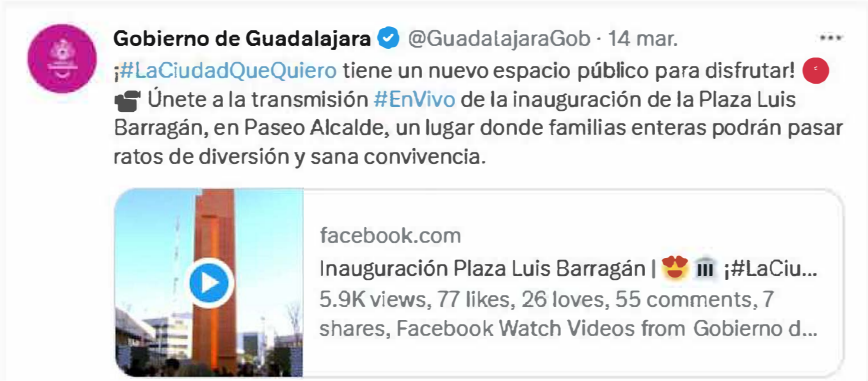 Gobierno de Guadalajara @GuadalajaraGob · 14 mar.
¡#LaCiudadQueQuiero tiene un nuevo espacio público para disfrutar!
Únete a la transmisión #EnVivo de la inauguración de la Plaza Luis
Barragán, en Paseo Alcalde, un lugar donde familias enteras podrán pasar
ratos de diversión y sana convivencia.
facebook.com
Inauguración Plaza Luis Barragán | 😍 🏛 ¡#LaCiu...
5.9K views, 77 likes, 26 loves, 55 comments, 7
shares, Facebook Watch Videos from Gobierno d...